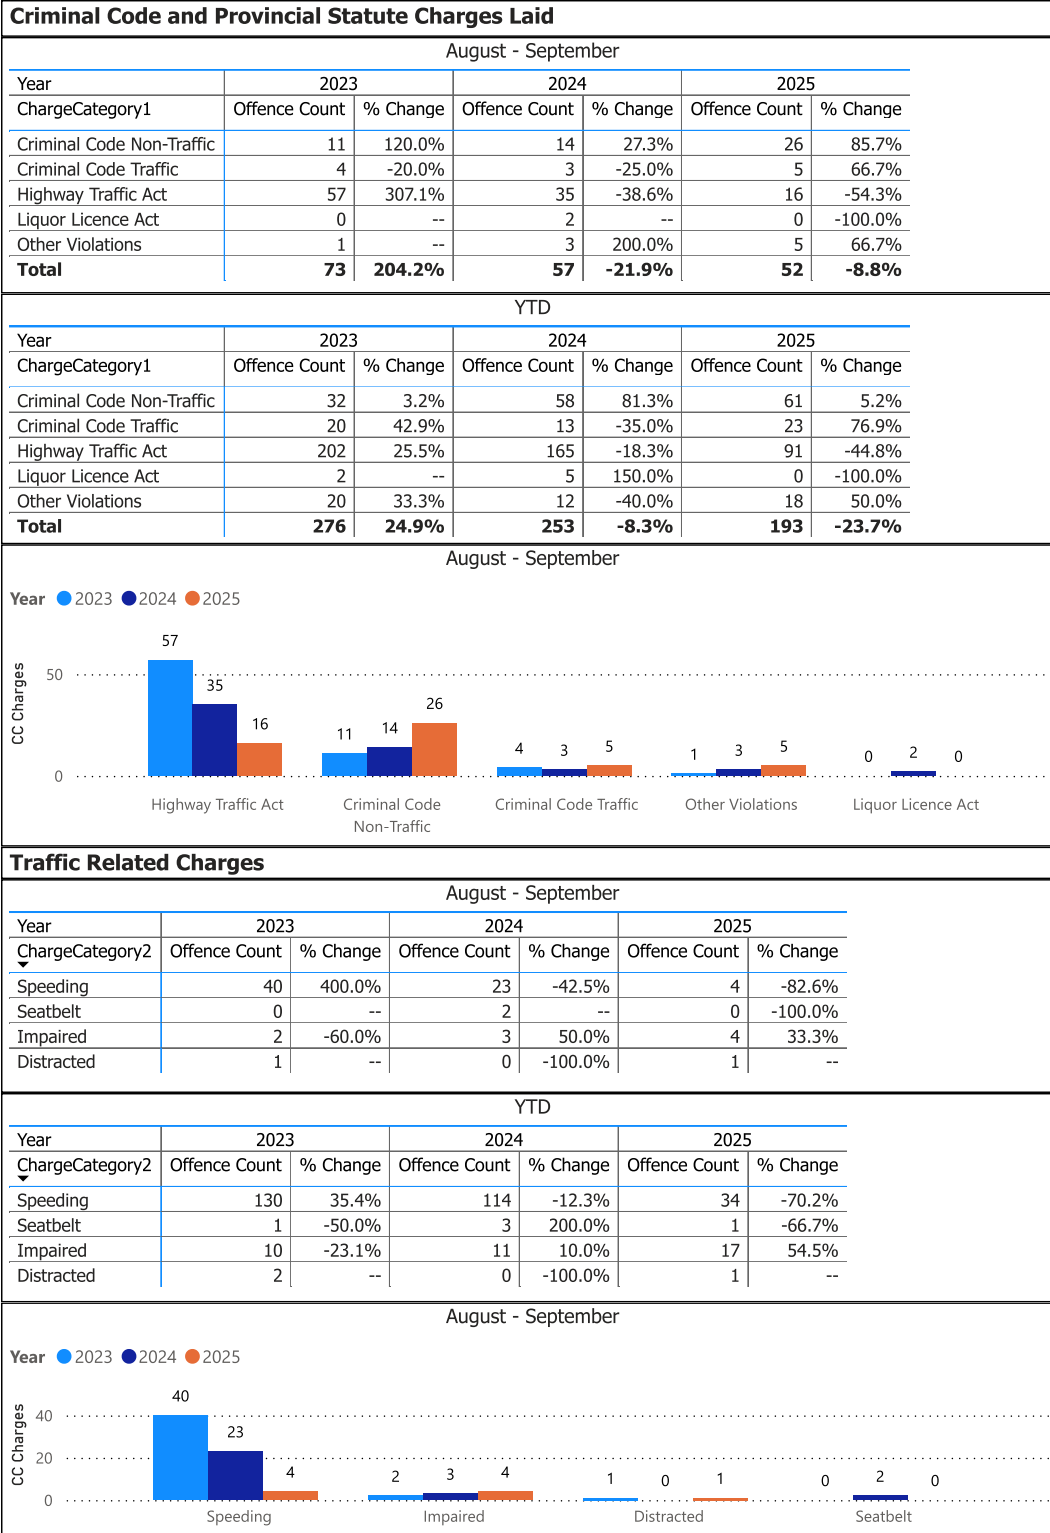 Criminal Code and Provincial Statute Charges Laid
August - September
Year 2023 2024 2025
ChargeCategory1 Offence Count % Change Offence Count % Change Offence Count % Change
Criminal Code Non-Traffic 11 120.0% 14 27.3% 26 85.7%
Criminal Code Traffic 4 -20.0% 3 -25.0% 5 66.7%
Highway Traffic Act 57 307.1% 35 -38.6% 16 -54.3%
Liquor Licence Act 0 -- 2 -- 0 -100.0%
Other Violations 1 -- 3 200.0% 5 66.7%
Total 73 204.2% 57 -21.9% 52 -8.8%
YTD
Year 2023 2024 2025
ChargeCategory1 Offence Count % Change Offence Count % Change Offence Count % Change
Criminal Code Non-Traffic 32 3.2% 58 81.3% 61 5.2%
Criminal Code Traffic 20 42.9% 13 -35.0% 23 76.9%
Highway Traffic Act 202 25.5% 165 -18.3% 91 -44.8%
Liquor Licence Act 2 -- 5 150.0% 0 -100.0%
Other Violations 20 33.3% 12 -40.0% 18 50.0%
Total 276 24.9% 253 -8.3% 193 -23.7%
August - September
Year 2023 2024 2025
CC Charges
50
0
57 35 16
11 14 26
4 3 5
1 3 5
0 2 0
Highway Traffic Act Criminal Code Criminal Code Traffic Other Violations Liquor Licence Act
Non-Traffic
Traffic Related Charges
August - September
Year 2023 2024 2025
ChargeCategory2 Offence Count % Change Offence Count % Change Offence Count % Change
Speeding 40 400.0% 23 -42.5% 4 -82.6%
Seatbelt 0 -- 2 -- 0 -100.0%
Impaired 2 -60.0% 3 50.0% 4 33.3%
Distracted 1 -- 0 -100.0% 1 --
YTD
Year 2023 2024 2025
ChargeCategory2 Offence Count % Change Offence Count % Change Offence Count % Change
Speeding 130 35.4% 114 -12.3% 34 -70.2%
Seatbelt 1 -50.0% 3 200.0% 1 -66.7%
Impaired 10 -23.1% 11 10.0% 17 54.5%
Distracted 2 -- 0 -100.0% 1 --
August - September
Year 2023 2024 2025
CC Charges
40
20
0
40 23 4
2 3 4
1 0 1
0 2 0
Speeding Impaired Distracted Seatbelt